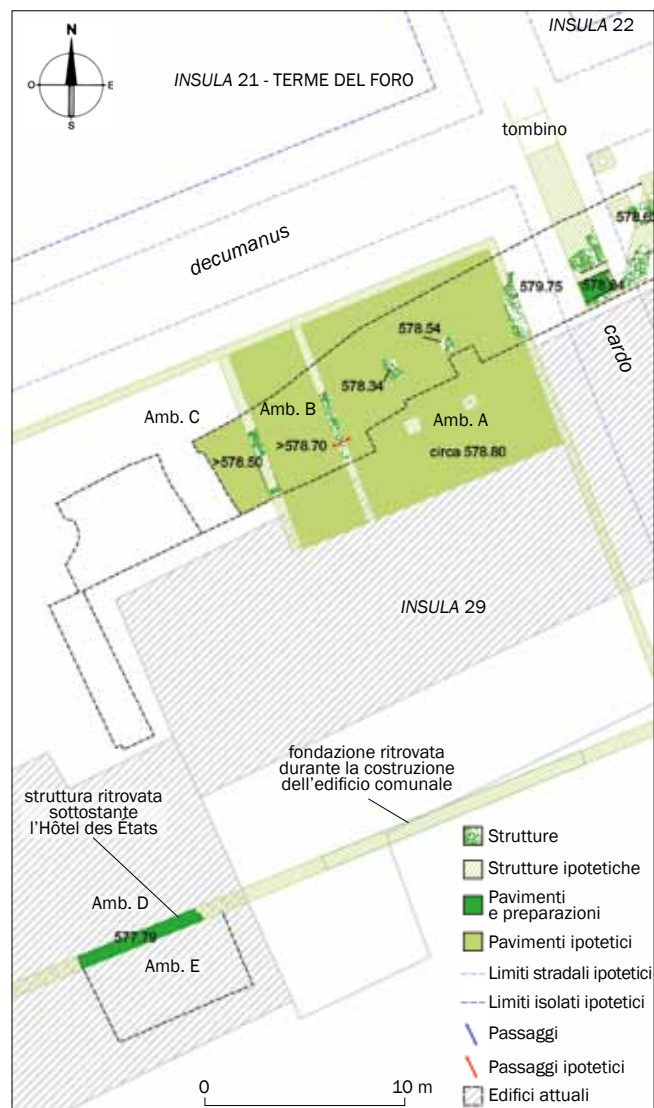 INSULA 22
N
O
E
S
INSULA 21 - TERME DEL FORO
tombino
decumanus
578.65
579.75
578.64
cardo
578.54
578.34
Amb. C
Amb. B
Amb. A
>578.70
>578.50
circa 578.80
INSULA 29
fondazione ritrovata
durante la costruzione
dell'edificio comunale
struttura ritrovata
sottostante
l'Hôtel des États
Amb. D
577.79
Amb. E
Strutture
Strutture ipotetiche
Pavimenti
e preparazioni
Pavimenti ipotetici
Limiti stradali ipotetici
Limiti isolati ipotetici
Passaggi
Passaggi ipotetici
Edifici attuali
0 10 m